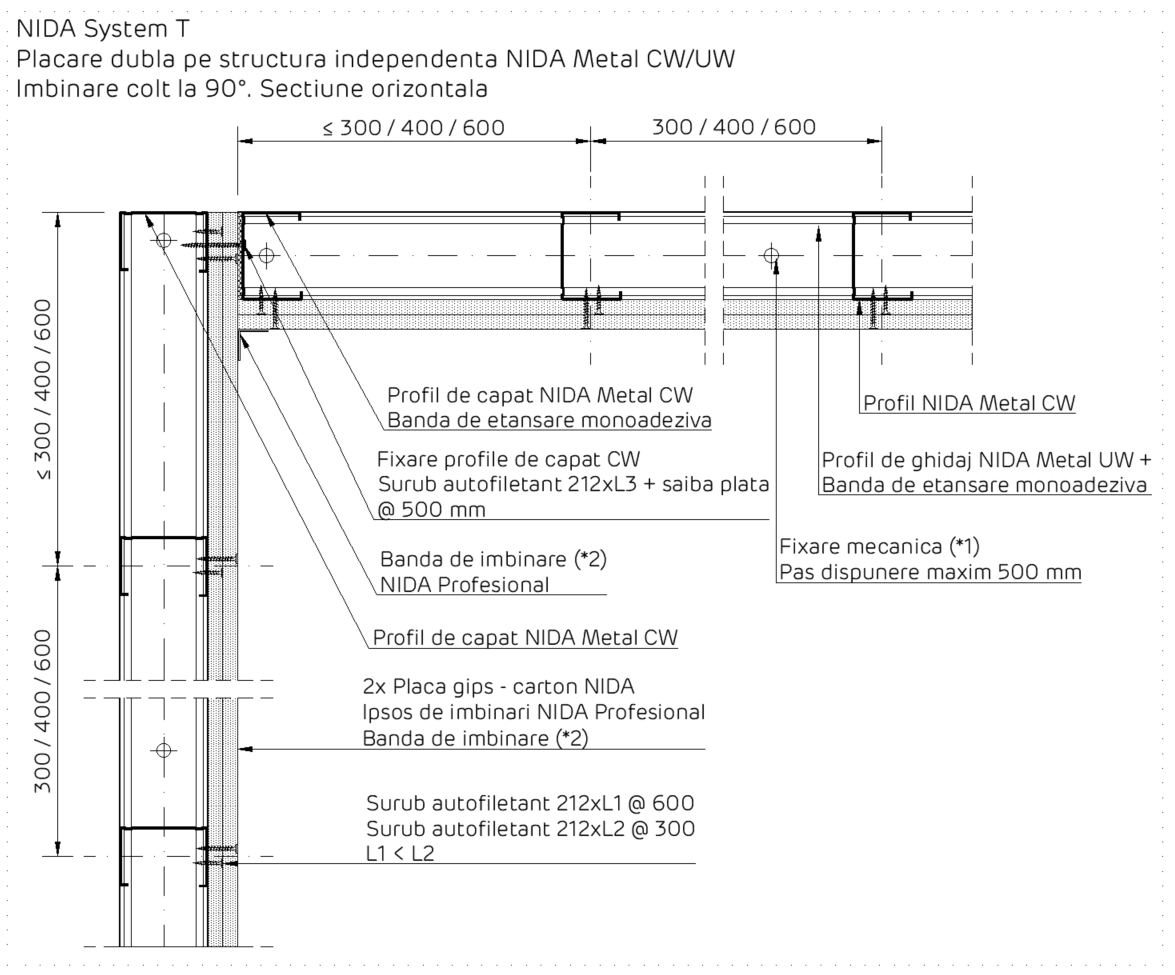 NIDA System T
Placare dubla pe structura independenta NIDA Metal CW/UW
Imbinare colt la 90°. Sectiune orizontala
≤ 300 / 400 / 600
300 / 400 / 600
≤ 300 / 400 / 600
300 / 400 / 600
Profil de capat NIDA Metal CW
Banda de etansare monoadeziva
Profil NIDA Metal CW
Fixare profile de capat CW
Surub autofiletant 212xL3 + saiba plata
@ 500 mm
Profil de ghidaj NIDA Metal UW +
Banda de etansare monoadeziva
Banda de imbinare (*2)
NIDA Profesional
Fixare mecanica (*1)
Pas dispunere maxim 500 mm
Profil de capat NIDA Metal CW
2x Placa gips - carton NIDA
Ipsos de imbinari NIDA Profesional
Banda de imbinare (*2)
Surub autofiletant 212xL1 @ 600
Surub autofiletant 212xL2 @ 300
L1 < L2